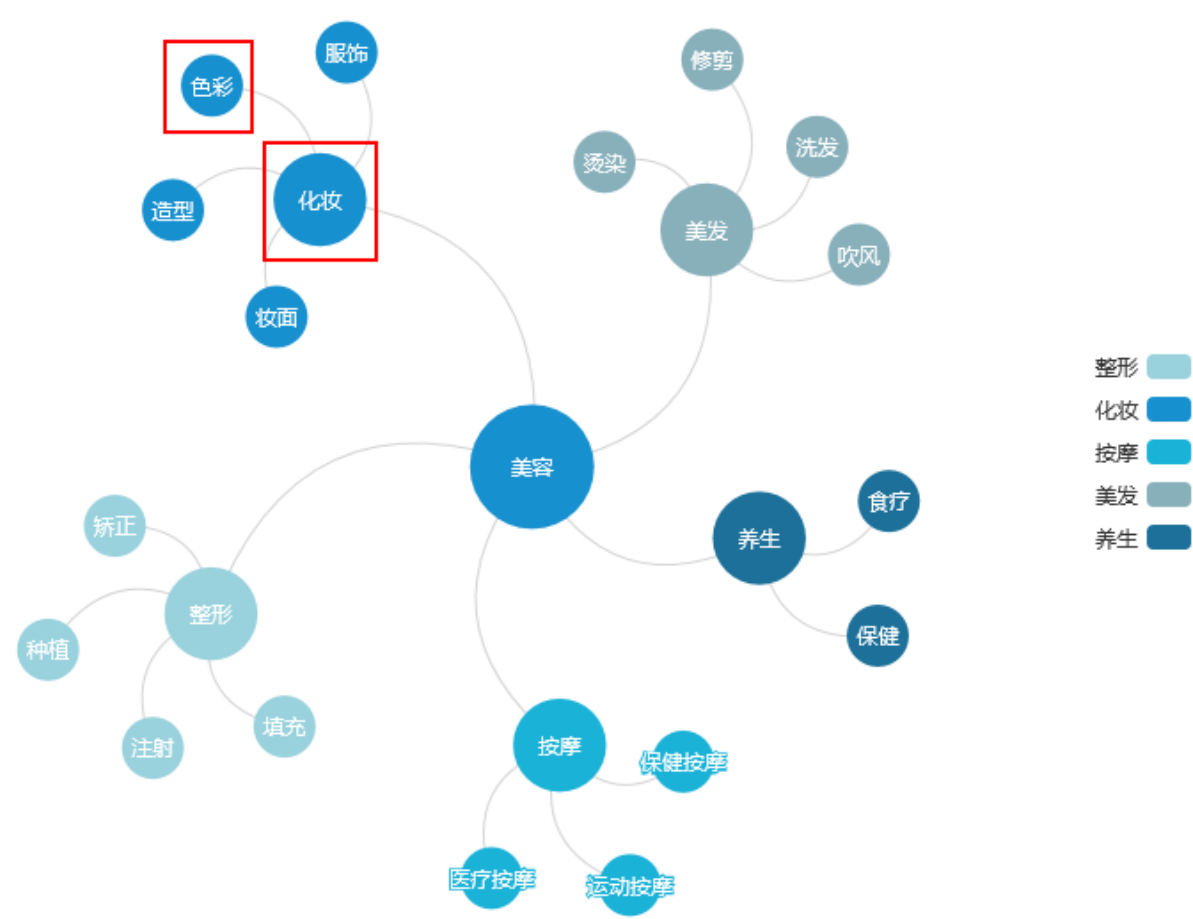 服饰
色彩
化妆
造型
妆面
修剪
烫染
洗发
美发
吹风
美容
整形
化妆
按摩
美发
养生
养生
食疗
保健
矫正
整形
种植
注射
填充
按摩
保健按摩
医疗按摩
运动按摩